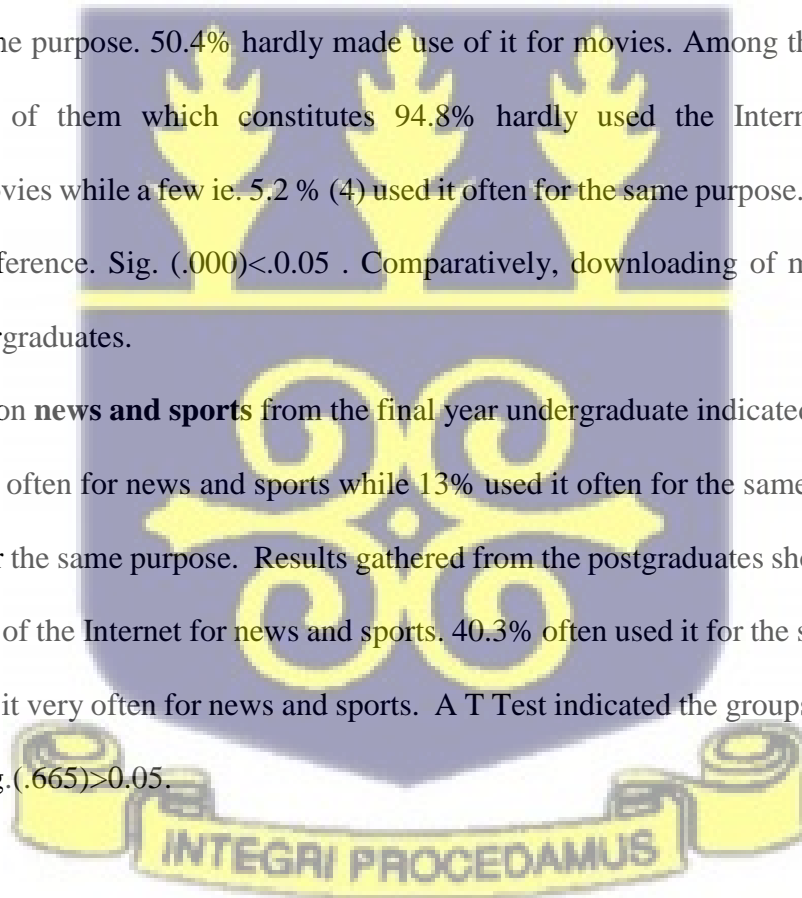 ne purpose. 50.4% hardly made use of it for movies. Among th
of them which constitutes 94.8% hardly used the Intern
ovies while a few ie. 5.2 % (4) used it often for the same purpose.
ference. Sig. (.000)<.0.05 . Comparatively, downloading of m
rgraduates.
on news and sports from the final year undergraduate indicated
often for news and sports while 13% used it often for the same
r the same purpose. Results gathered from the postgraduates sho
of the Internet for news and sports. 40.3% often used it for the s
it very often for news and sports. A T Test indicated the groups
g.(.665)>0.05.
INTEGRI PROCEDAMUS